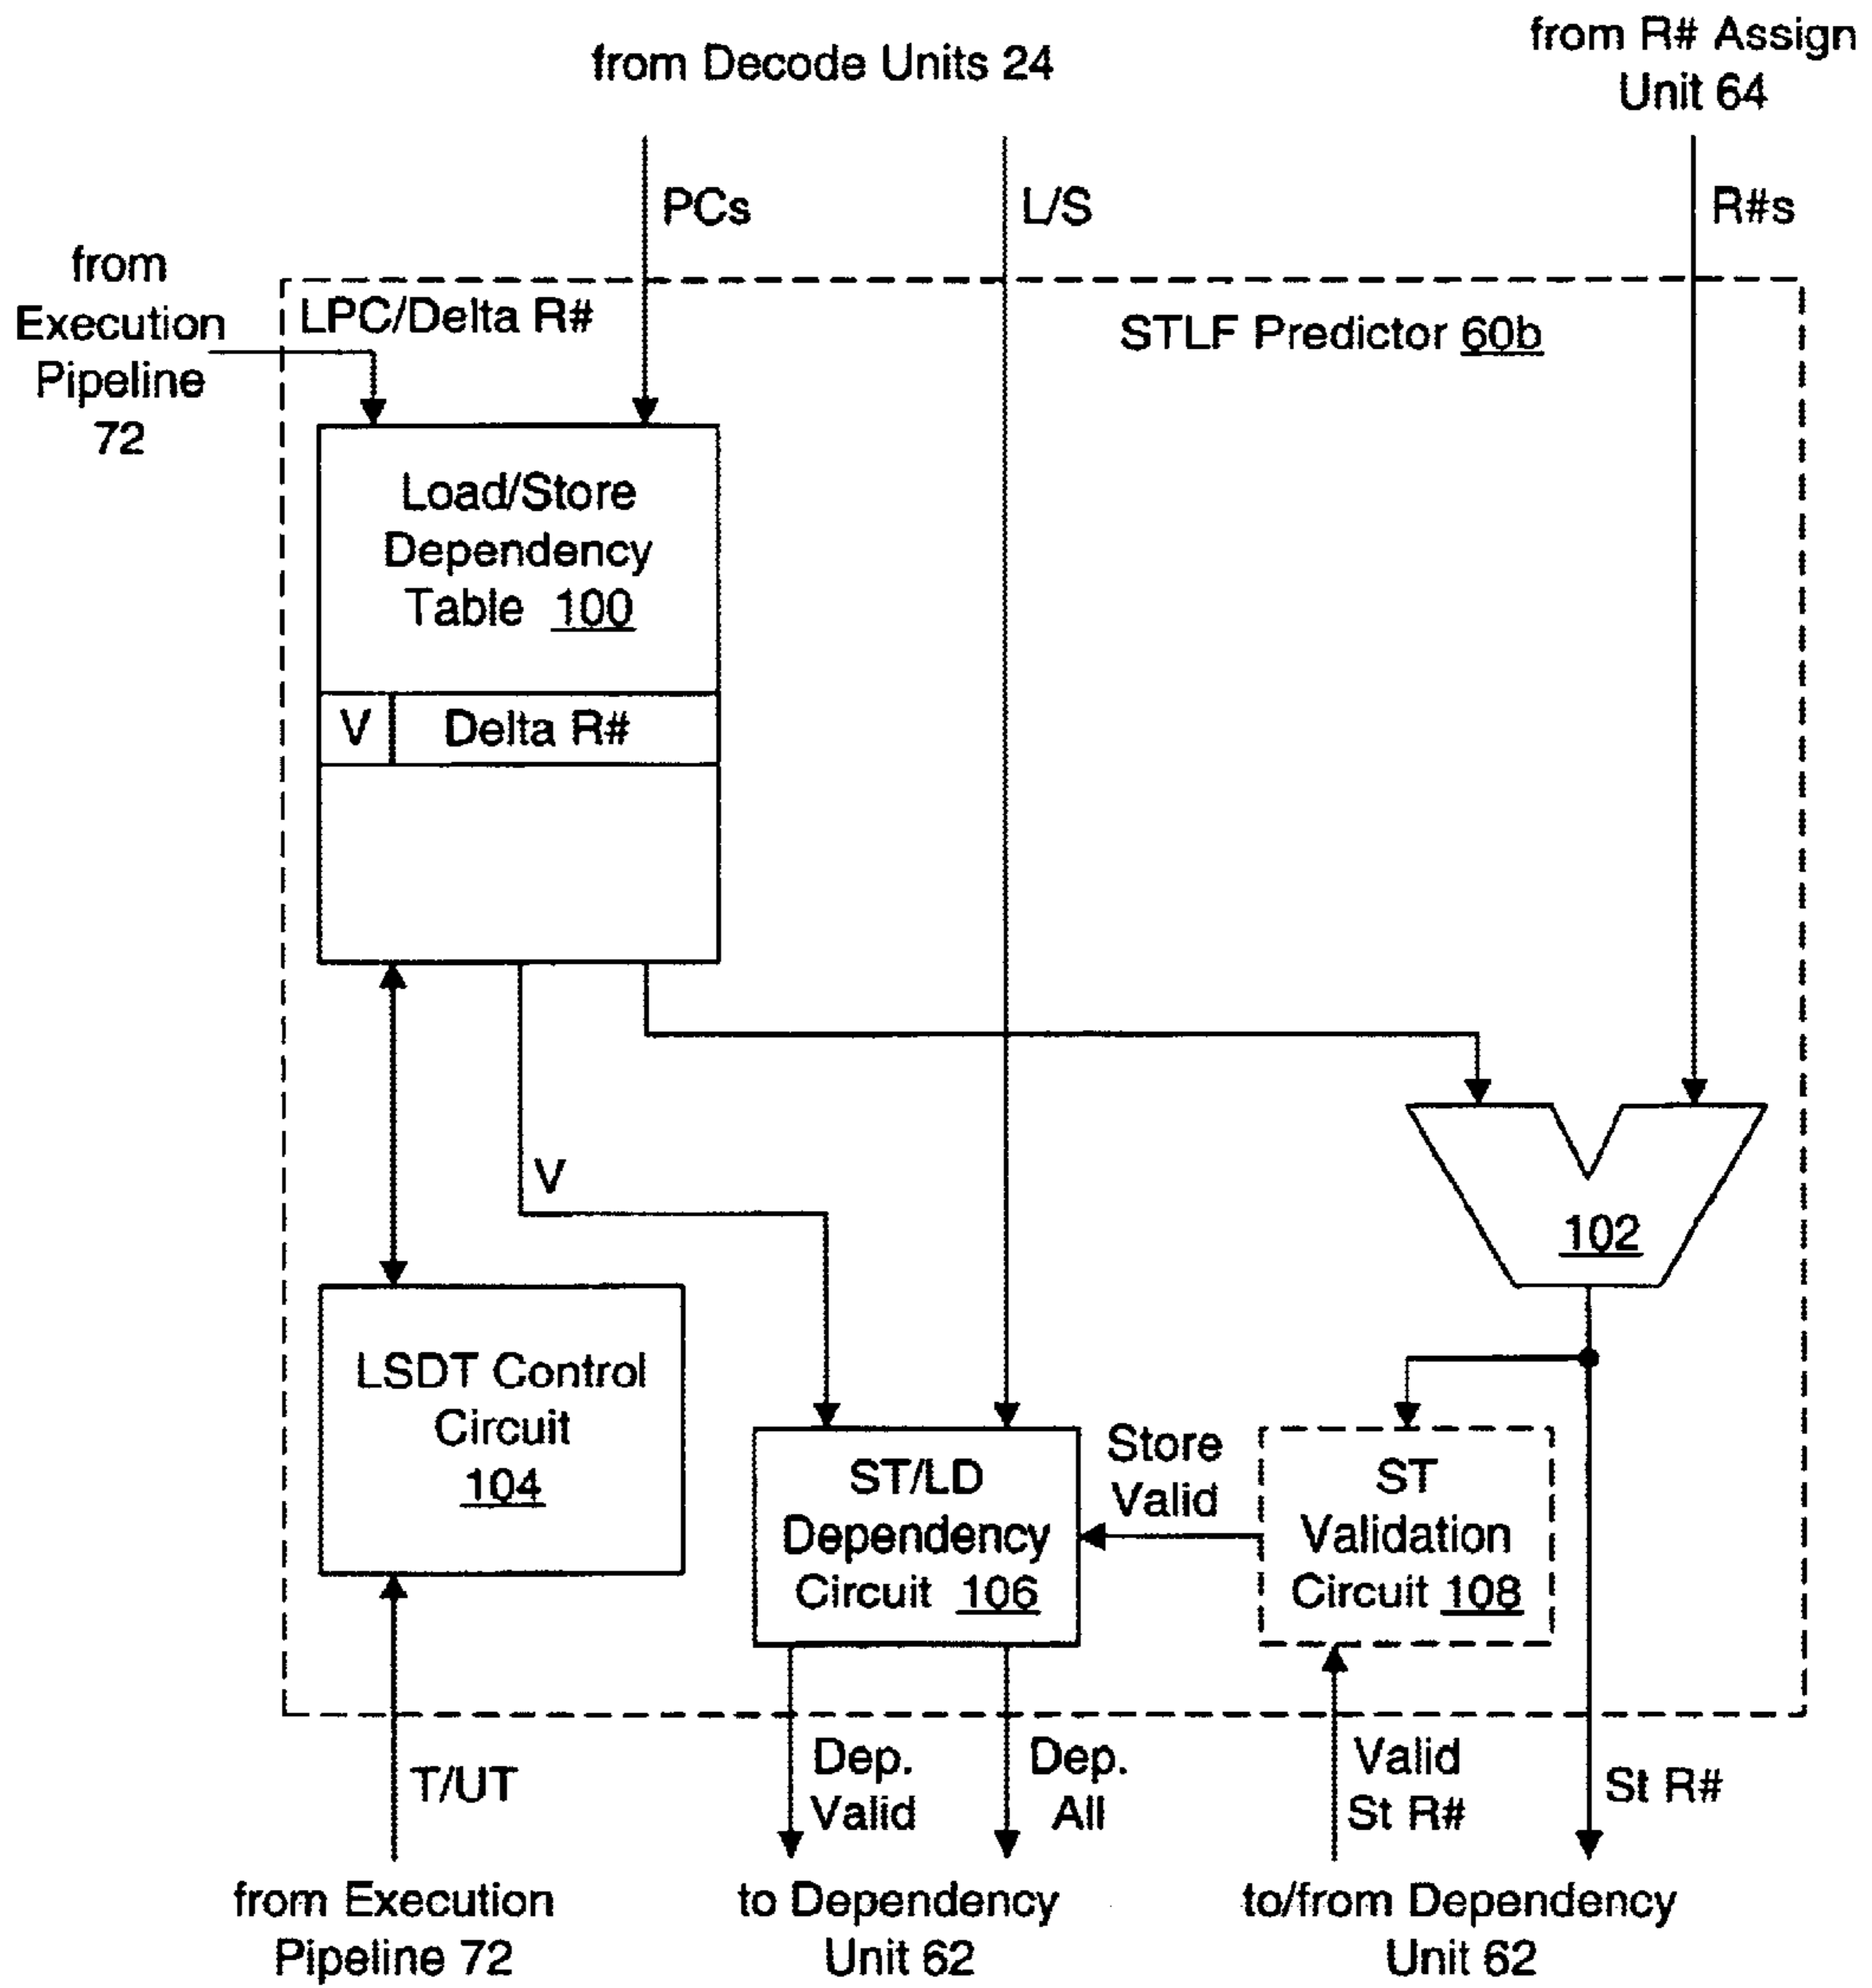 from Decode Units 24
from R# Assign
Unit 64
PCs
L/S
R#s
from
Execution
Pipeline
72
LPC/Delta R#
STLF Predictor 60b
Load/Store
Dependency
Table 100
V
Delta R#
V
102
LSDT Control
Circuit
104
ST/LD
Dependency
Circuit 106
Store
Valid
ST
Validation
Circuit 108
T/UT
Dep.
Valid
Dep.
All
Valid
St R#
St R#
from Execution
Pipeline 72
to Dependency
Unit 62
to/from Dependency
Unit 62